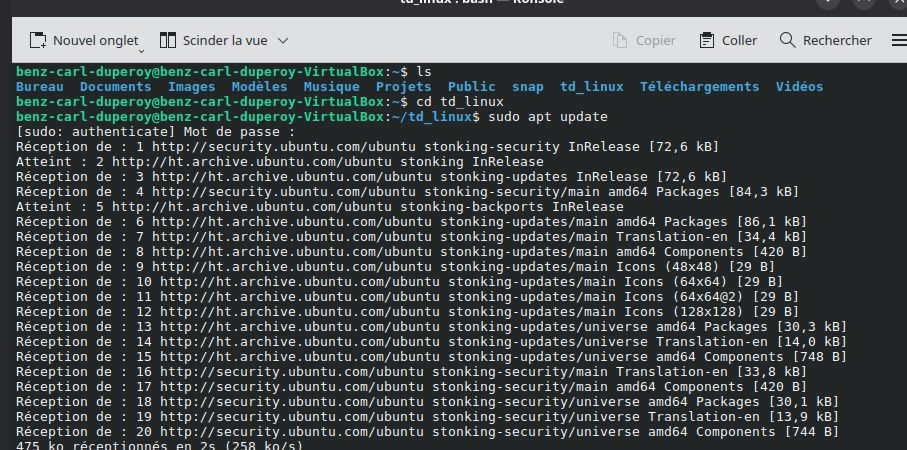 td_linux : bash — Konsole
Nouvel onglet Scinder la vue Copier Coller Rechercher
benz-carl-duperoy@benz-carl-duperoy-VirtualBox:~$ ls
Bureau Documents Images Modèles Musique Projets Public snap td_linux Téléchargements Vidéos
benz-carl-duperoy@benz-carl-duperoy-VirtualBox:~$ cd td_linux
benz-carl-duperoy@benz-carl-duperoy-VirtualBox:~/td_linux$ sudo apt update
[sudo: authenticate] Mot de passe :
Réception de : 1 http://security.ubuntu.com/ubuntu stonking-security InRelease [72,6 kB]
Atteint : 2 http://ht.archive.ubuntu.com/ubuntu stonking InRelease
Réception de : 3 http://ht.archive.ubuntu.com/ubuntu stonking-updates InRelease [72,6 kB]
Réception de : 4 http://security.ubuntu.com/ubuntu stonking-security/main amd64 Packages [84,3 kB]
Atteint : 5 http://ht.archive.ubuntu.com/ubuntu stonking-backports InRelease
Réception de : 6 http://ht.archive.ubuntu.com/ubuntu stonking-updates/main amd64 Packages [86,1 kB]
Réception de : 7 http://ht.archive.ubuntu.com/ubuntu stonking-updates/main Translation-en [34,4 kB]
Réception de : 8 http://ht.archive.ubuntu.com/ubuntu stonking-updates/main amd64 Components [420 B]
Réception de : 9 http://ht.archive.ubuntu.com/ubuntu stonking-updates/main Icons (48x48) [29 B]
Réception de : 10 http://ht.archive.ubuntu.com/ubuntu stonking-updates/main Icons (64x64) [29 B]
Réception de : 11 http://ht.archive.ubuntu.com/ubuntu stonking-updates/main Icons (64x64@2) [29 B]
Réception de : 12 http://ht.archive.ubuntu.com/ubuntu stonking-updates/main Icons (128x128) [29 B]
Réception de : 13 http://ht.archive.ubuntu.com/ubuntu stonking-updates/universe amd64 Packages [30,3 kB]
Réception de : 14 http://ht.archive.ubuntu.com/ubuntu stonking-updates/universe Translation-en [14,0 kB]
Réception de : 15 http://ht.archive.ubuntu.com/ubuntu stonking-updates/universe amd64 Components [748 B]
Réception de : 16 http://security.ubuntu.com/ubuntu stonking-security/main Translation-en [33,8 kB]
Réception de : 17 http://security.ubuntu.com/ubuntu stonking-security/main amd64 Components [420 B]
Réception de : 18 http://security.ubuntu.com/ubuntu stonking-security/universe amd64 Packages [30,1 kB]
Réception de : 19 http://security.ubuntu.com/ubuntu stonking-security/universe Translation-en [13,9 kB]
Réception de : 20 http://security.ubuntu.com/ubuntu stonking-security/universe amd64 Components [744 B]
475 ko réceptionnés en 2s (258 ko/s)